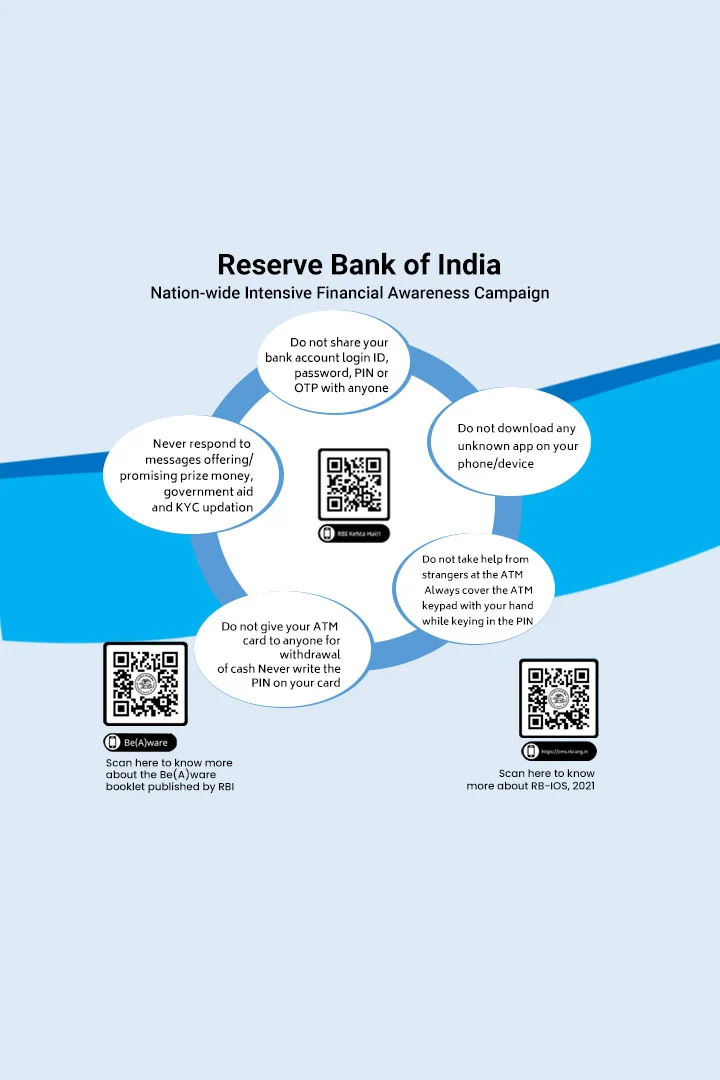 Reserve Bank of India
Nation-wide Intensive Financial Awareness Campaign
Do not share your
bank account login ID,
password, PIN or
OTP with anyone
Do not download any
unknown app on your
phone/device
Never respond to
messages offering/
promising prize money,
government aid
and KYC updation
RBI Kehta Hai!!
Do not take help from
strangers at the ATM
Always cover the ATM
keypad with your hand
while keying in the PIN
Do not give your ATM
card to anyone for
withdrawal
of cash Never write the
PIN on your card
Be(A)ware
Scan here to know more
about the Be(A)ware
booklet published by RBI
https://cms.rbi.org.in
Scan here to know
more about RB-IOS, 2021